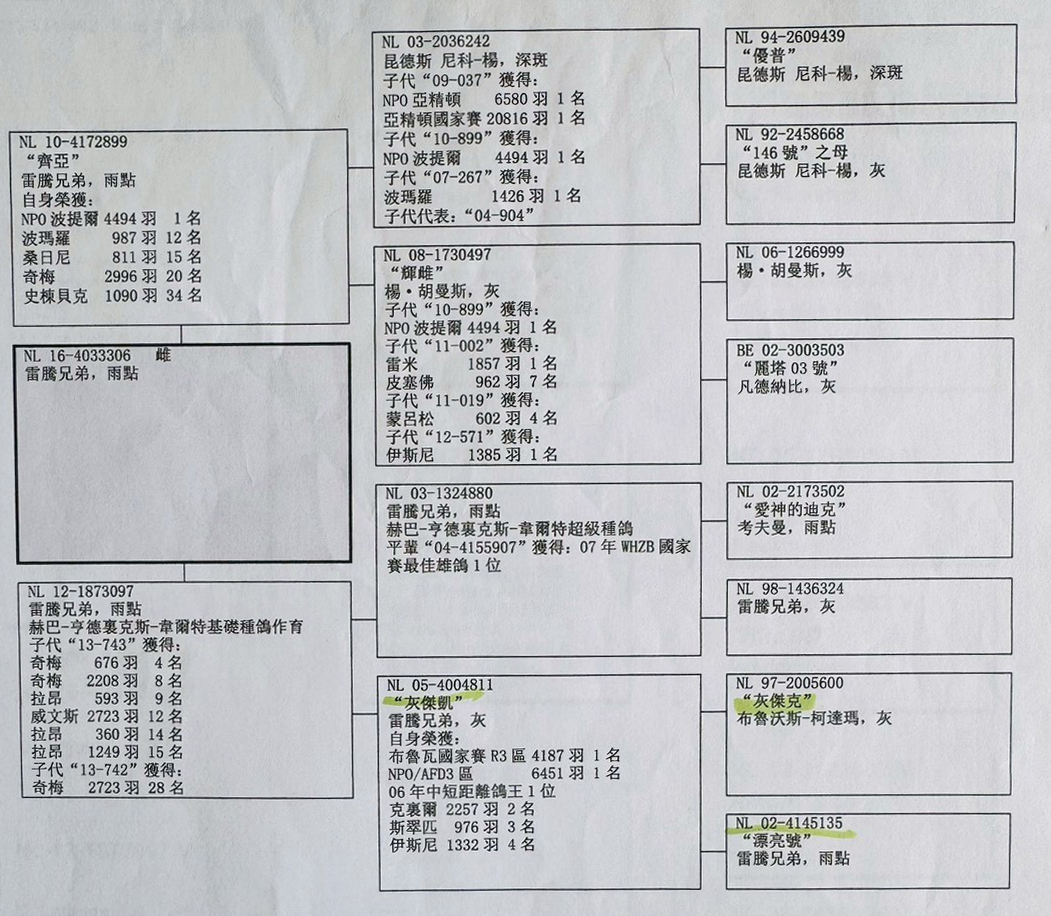 NL 10-4172899
“齊亞”
雷騰兄弟，雨點
自身榮獲：
NPO 波提爾 4494 羽 1 名
波瑪羅 987 羽 12 名
桑日尼 811 羽 15 名
奇梅 2996 羽 20 名
史棟貝克 1090 羽 34 名
NL 16-4033306 雌
雷騰兄弟，雨點
NL 12-1873097
雷騰兄弟，雨點
赫巴-亨德裏克斯-韋爾特基礎種鴿作育
子代“13-743”獲得：
奇梅 676 羽 4 名
奇梅 2208 羽 8 名
拉昂 593 羽 9 名
威文斯 2723 羽 12 名
拉昂 360 羽 14 名
拉昂 1249 羽 15 名
子代“13-742”獲得：
奇梅 2723 羽 28 名
NL 03-2036242
昆德斯 尼科-楊，深斑
子代“09-037”獲得：
NPO 亞精頓 6580 羽 1 名
亞精頓國家賽 20816 羽 1 名
子代“10-899”獲得：
NPO 波提爾 4494 羽 1 名
子代“07-267”獲得：
波瑪羅 1426 羽 1 名
子代代表：“04-904”
NL 08-1730497
“輝雌”
楊·胡曼斯，灰
子代“10-899”獲得：
NPO 波提爾 4494 羽 1 名
子代“11-002”獲得：
雷米 1857 羽 1 名
皮塞佛 962 羽 7 名
子代“11-019”獲得：
蒙呂松 602 羽 4 名
子代“12-571”獲得：
伊斯尼 1385 羽 1 名
NL 03-1324880
雷騰兄弟，雨點
赫巴-亨德裏克斯-韋爾特超級種鴿
平輩“04-4155907”獲得：07 年 WHZB 國家
賽最佳雄鴿 1 位
NL 05-4004811
“灰傑凱”
雷騰兄弟，灰
自身榮獲：
布魯瓦國家賽 R3 區 4187 羽 1 名
NPO/AFD3 區 6451 羽 1 名
06 年中短距離鴿王 1 位
克裏爾 2257 羽 2 名
斯翠匹 976 羽 3 名
伊斯尼 1332 羽 4 名
NL 94-2609439
“優普”
昆德斯 尼科-楊，深斑
NL 92-2458668
“146 號”之母
昆德斯 尼科-楊，灰
NL 06-1266999
楊·胡曼斯，灰
BE 02-3003503
“麗塔 03 號”
凡德納比，灰
NL 02-2173502
“愛神的迪克”
考夫曼，雨點
NL 98-1436324
雷騰兄弟，灰
NL 97-2005600
“灰傑克”
布魯沃斯-柯達瑪，灰
NL 02-4145135
“漂亮號”
雷騰兄弟，雨點